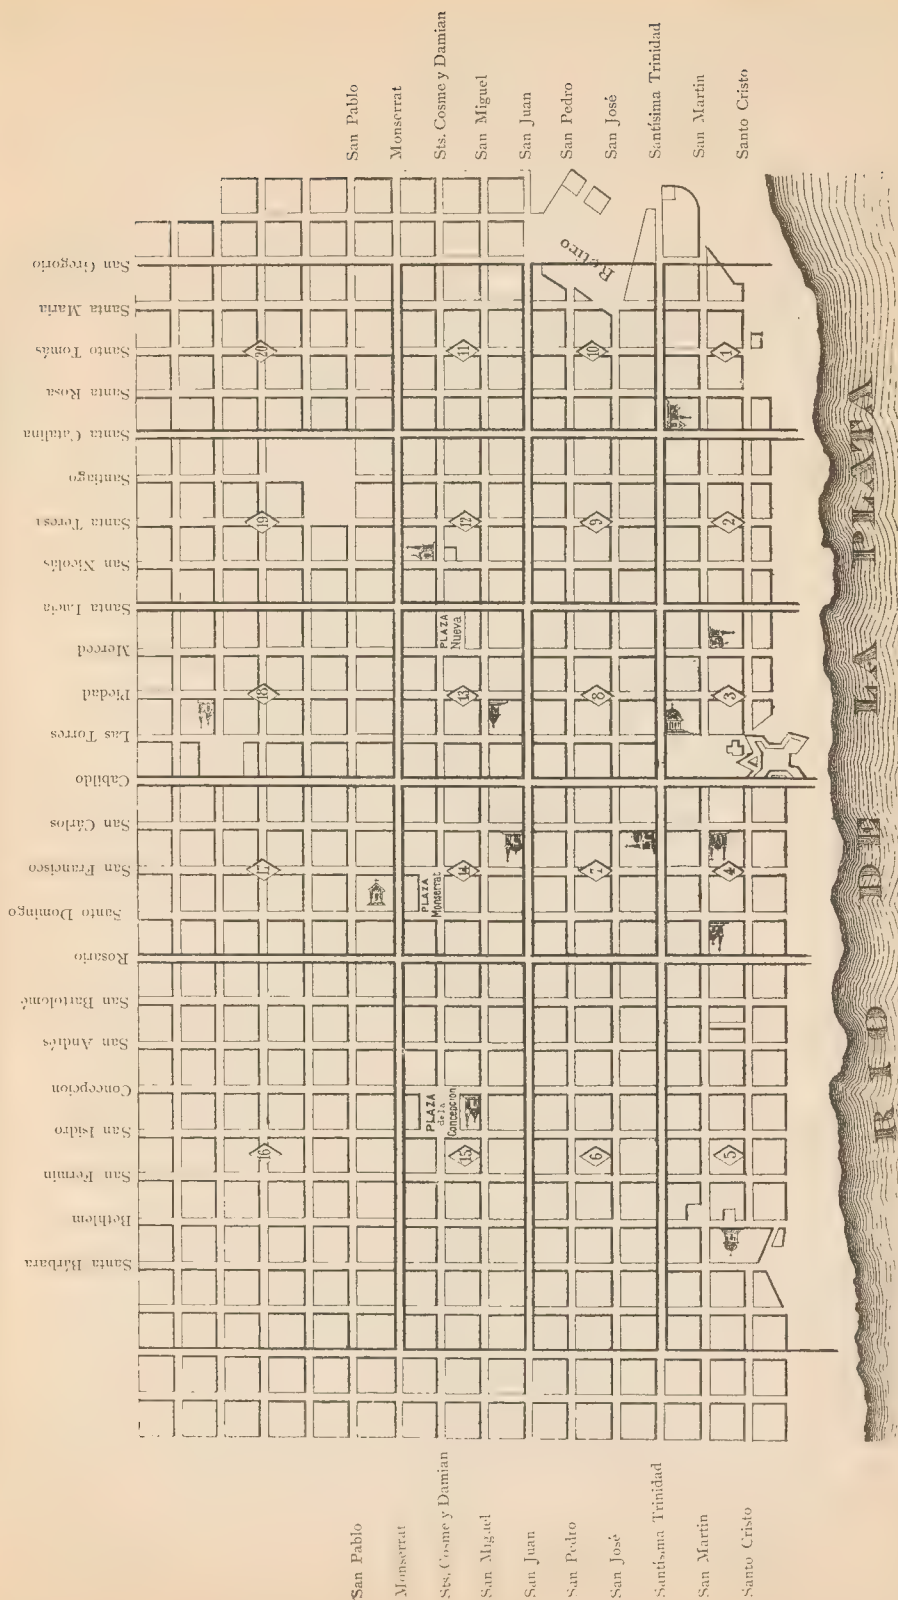 San Pablo
Monserrat
Sts. Cosme y Damian
San Miguel
San Juan
San Pedro
San José
Santísima Trinidad
San Martin
Santo Cristo
San Gregorio
Santa Maria
Santo Tomás
Santa Rosa
Santa Catalina
Santiago
Santa Teresa
San Nicolás
Santa Lucia
Merced
Piedad
Las Torres
Cabildo
San Cárlos
San Francisco
Santo Domingo
Rosario
San Bartolomé
San Andrés
Concepcion
San Isidro
San Fermin
Bethlem
Santa Bárbara
Retiro
20
11
10
1
19
12
9
2
PLAZA
Nueva
18
13
8
3
17
14
7
4
PLAZA
Monserrat
PLAZA
de la
Concepcion
16
15
6
5
RIO DE LA PLATA
San Pablo
Monserrat
Sts. Cosme y Damian
San Miguel
San Juan
San Pedro
San José
Santísima Trinidad
San Martin
Santo Cristo